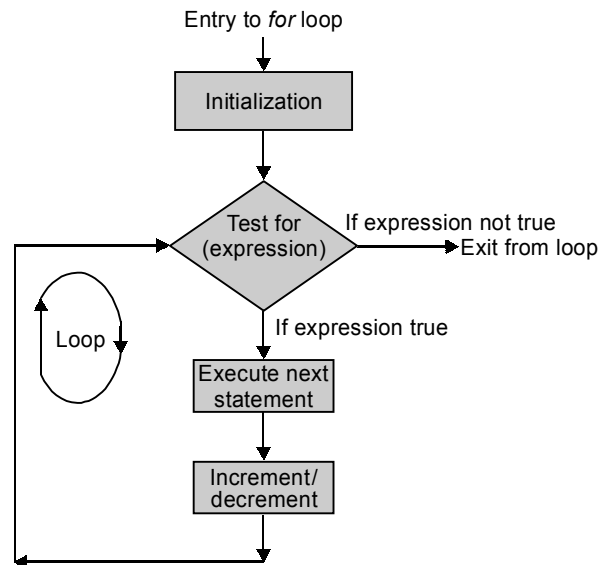 Entry to for loop
Initialization
Test for
(expression)
If expression not true
Exit from loop
If expression true
Loop
Execute next
statement
Increment/
decrement